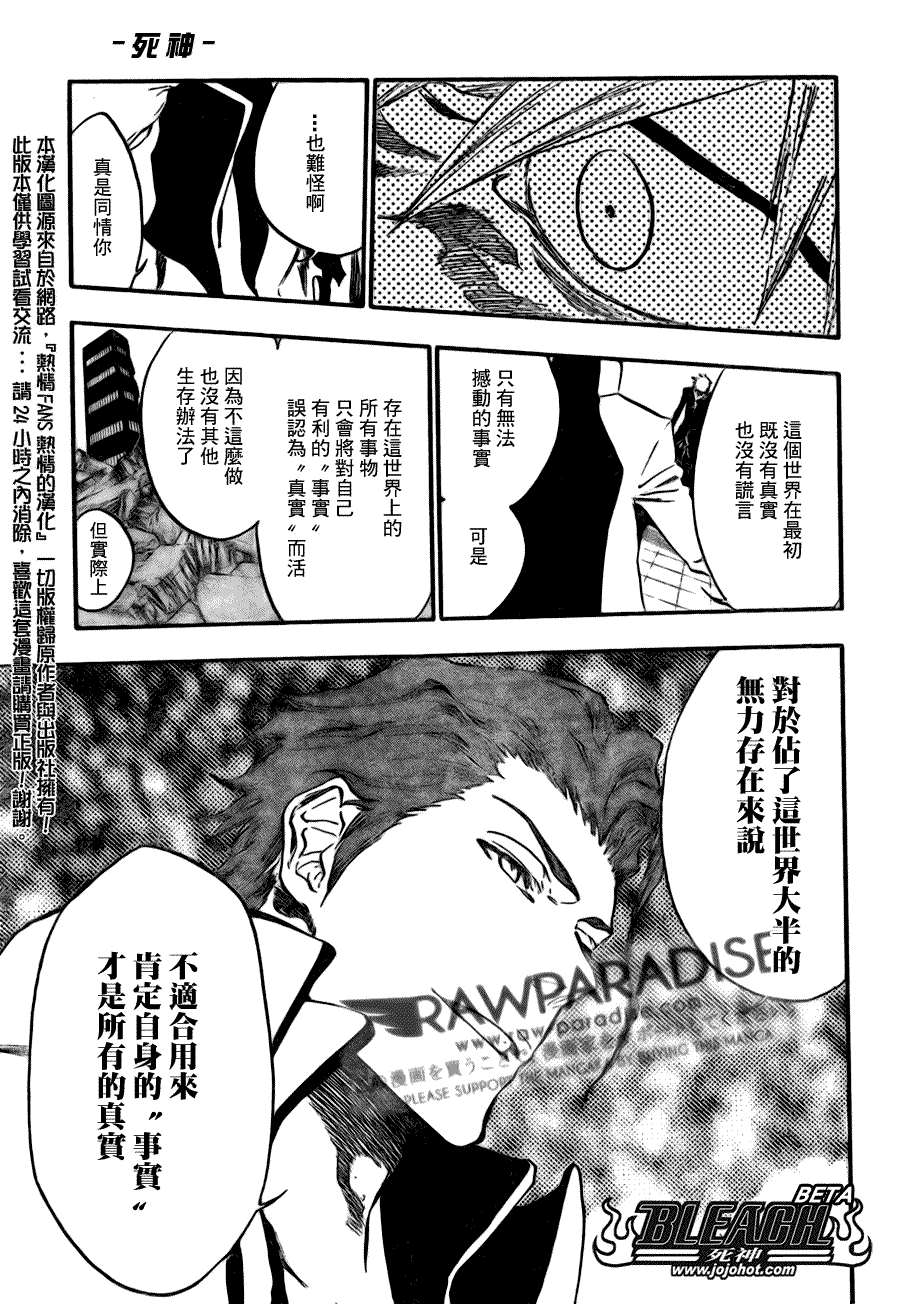 -死神-
…也難怪啊
真是同情你
這個世界在最初
既沒有真實
也沒有謊言
只有無法
撼動的事實
可是
存在這世界上的
所有事物
只會將對自己
有利的〝事實〞
誤認為〝真實〞而活
因為不這麼做
也沒有其他
生存辦法了
但實際上
對於佔了這世界大半的
無力存在來說
不適合用來
肯定自身的〝事實〞
才是所有的真實
本漢化圖源來自於網路,『熱情FANS 熱情的漢化』一切版權歸原作者與出版社擁有!
此版本僅供學習試看交流…請24小時之內消除,喜歡這套漫畫請購買正版!謝謝。
RAWPARADISE
www.raw-paradise.com
PLEASE SUPPORT THE MANGAKA BY BUYING THIS MANGA
BETA
BLEACH
死神
www.jojohot.com